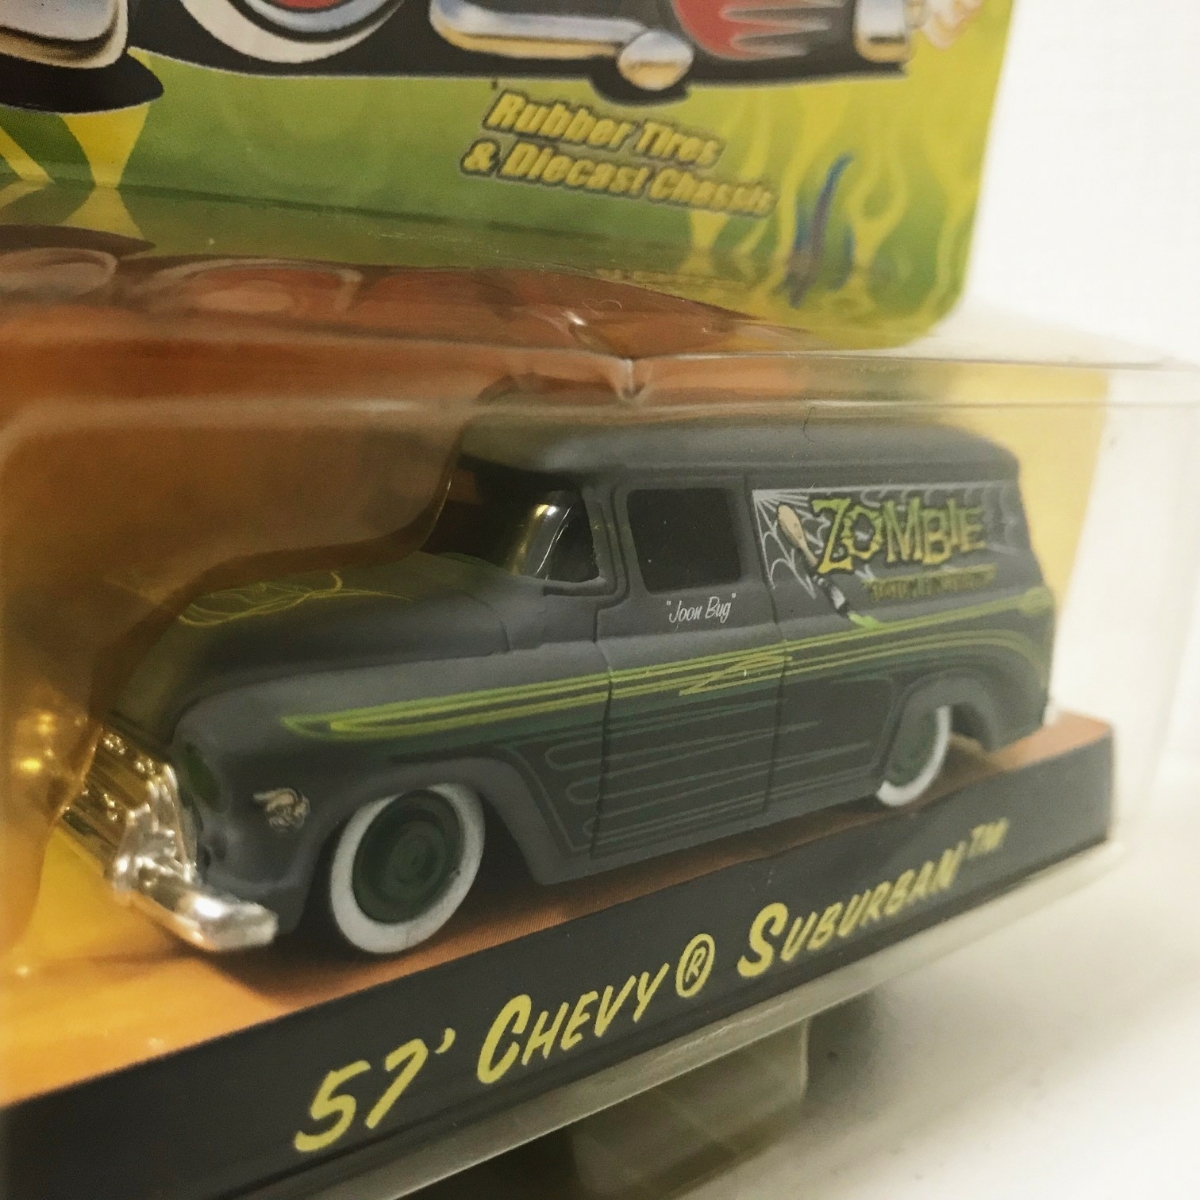 Rubber Tires
& Diecast Chassis
ZOMBIE
"Joon Bug"
57' CHEVY® SUBURBAN™